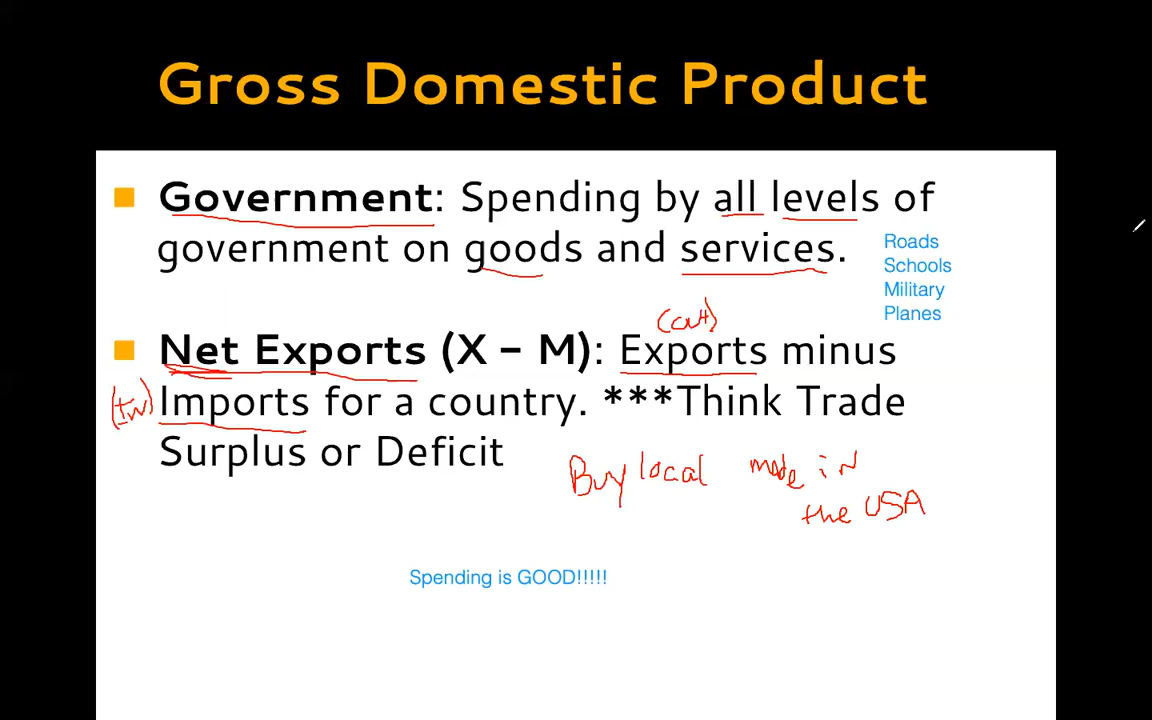 Gross Domestic Product
Government: Spending by all levels of
government on goods and services.
Roads
Schools
Military
Planes
(out)
Net Exports (X - M): Exports minus
(IN) Imports for a country. ***Think Trade
Surplus or Deficit
Buy local made in
the USA
Spending is GOOD!!!!!